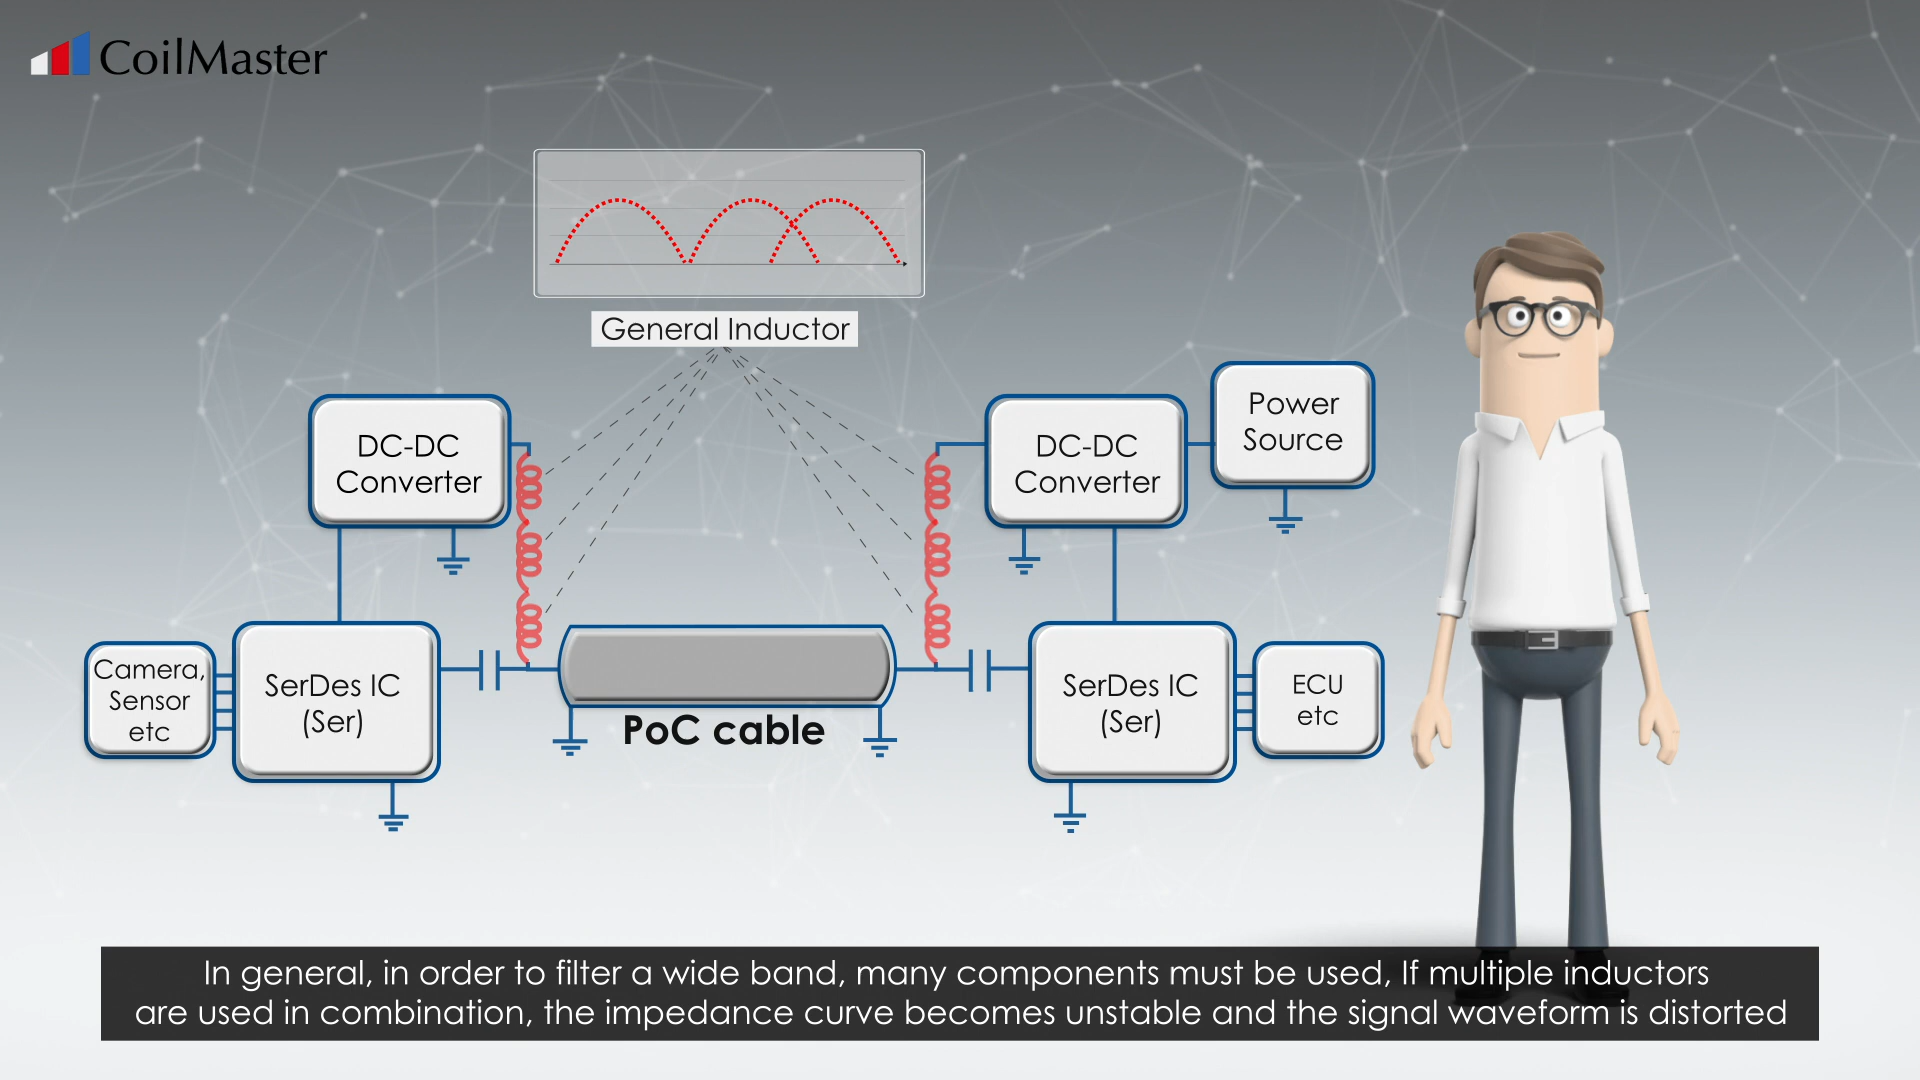 CoilMaster
General Inductor
DC-DC
Converter
DC-DC
Converter
Power
Source
Camera,
Sensor
etc
SerDes IC
(Ser)
PoC cable
SerDes IC
(Ser)
ECU
etc
In general, in order to filter a wide band, many components must be used, If multiple inductors
are used in combination, the impedance curve becomes unstable and the signal waveform is distorted